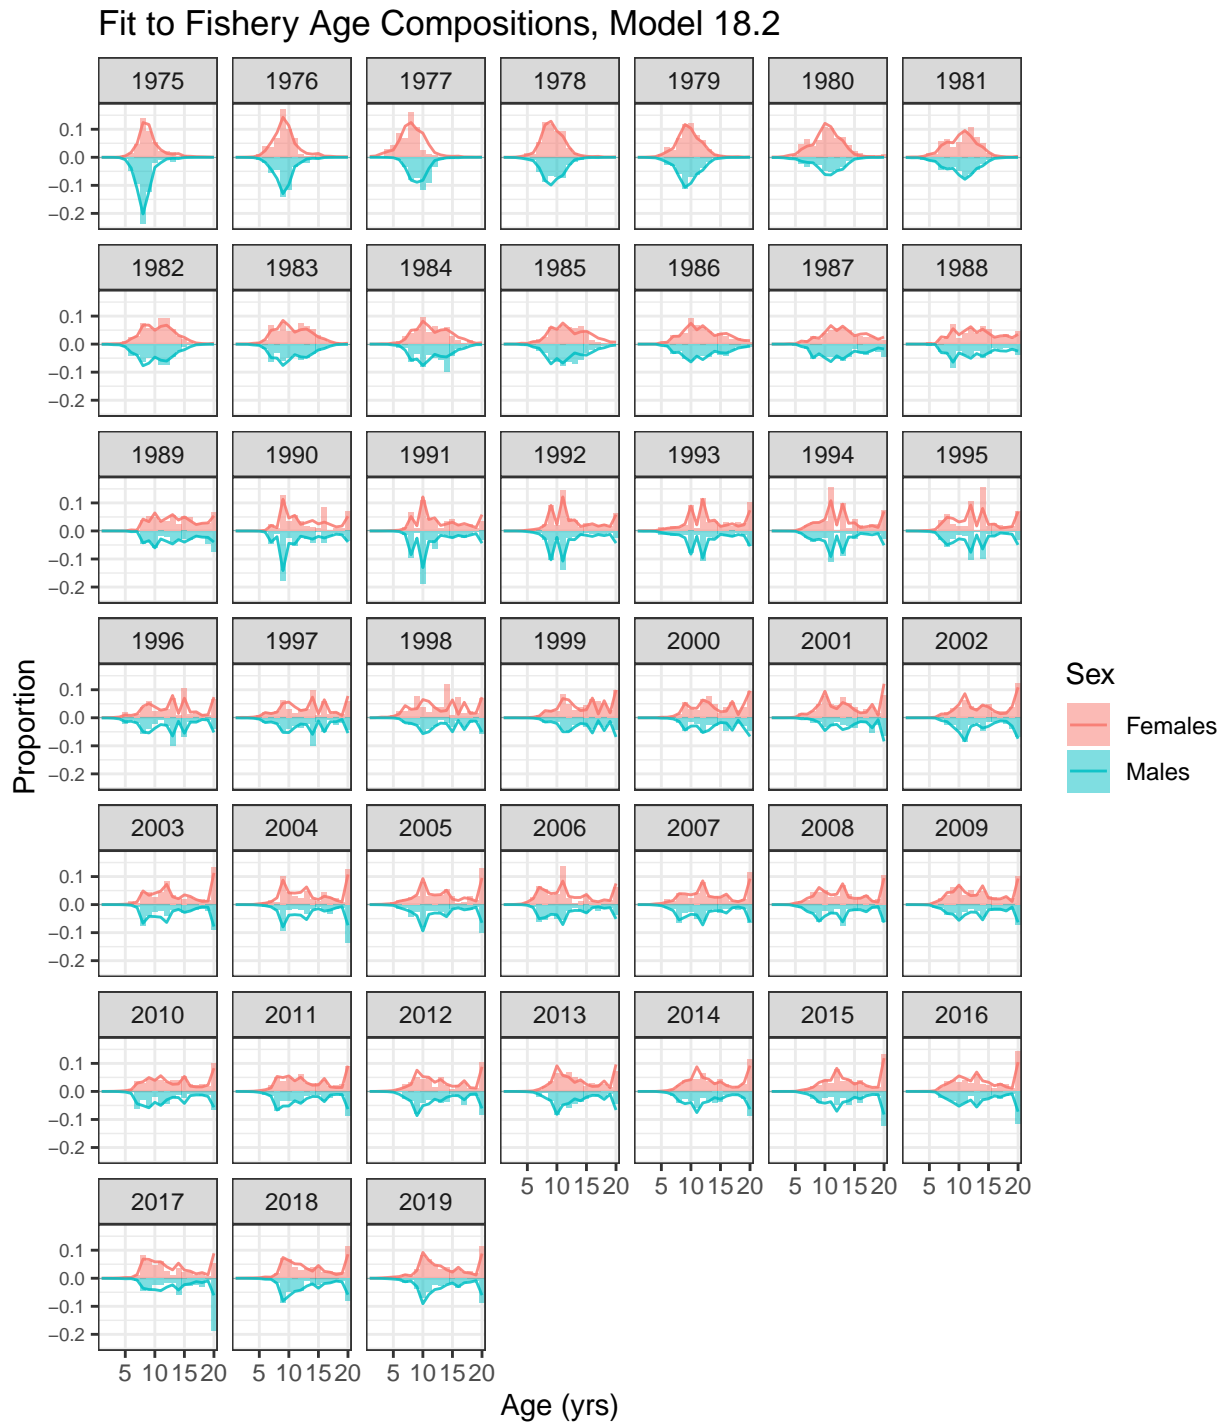 Fit to Fishery Age Compositions, Model 18.2
1975 1976 1977 1978 1979 1980 1981
0.1
0.0
−0.1
−0.2
1982 1983 1984 1985 1986 1987 1988
0.1
0.0
−0.1
−0.2
1989 1990 1991 1992 1993 1994 1995
0.1
0.0
−0.1
−0.2
1996 1997 1998 1999 2000 2001 2002
0.1
0.0
−0.1
−0.2
Proportion
Sex
Females
Males
2003 2004 2005 2006 2007 2008 2009
0.1
0.0
−0.1
−0.2
2010 2011 2012 2013 2014 2015 2016
0.1
0.0
−0.1
−0.2
5 10 15 20 5 10 15 20 5 10 15 20 5 10 15 20
2017 2018 2019
0.1
0.0
−0.1
−0.2
5 10 15 20 5 10 15 20 5 10 15 20
Age (yrs)